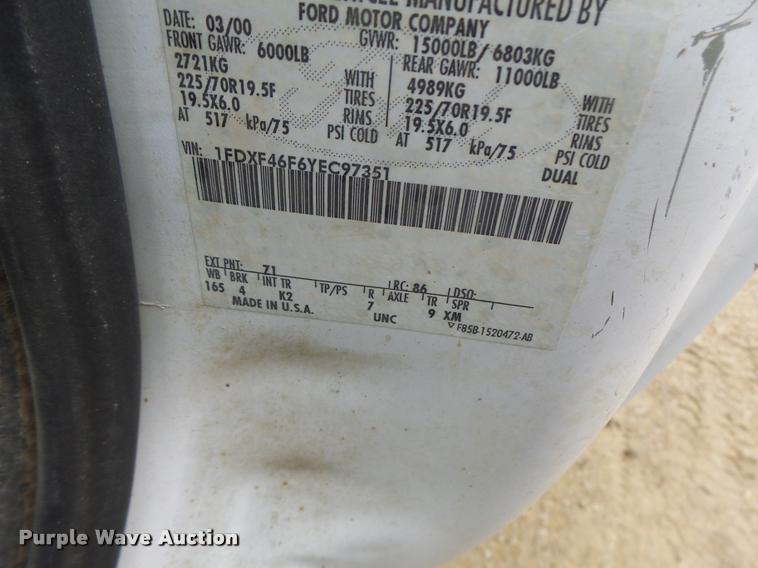 MANUFACTURED BY
FORD MOTOR COMPANY
DATE: 03/00 GVWR: 15000LB/ 6803KG
FRONT GAWR: 6000LB REAR GAWR: 11000LB
2721KG WITH 4989KG WITH
225/70R19.5F TIRES 225/70R19.5F TIRES
19.5X6.0 RIMS 19.5X6.0 RIMS
AT 517 kPa/75 PSI COLD AT 517 kPa/75 PSI COLD
VIN: 1FDXF46F6YEC97351 DUAL
EXT PNT: Z1 RC: 86 DSO:
WB BRK INT TR TP/PS R AXLE TR SPR
165 4 K2 7 9 XM
MADE IN U.S.A. UNC
F85B-1520472-AB
Purple Wave Auction